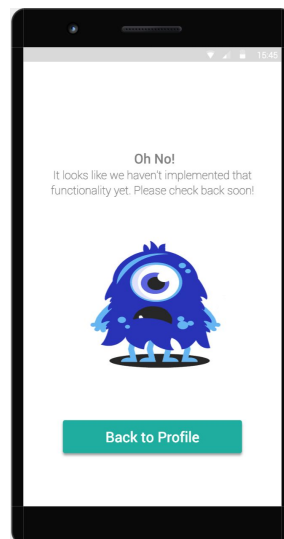 15:45
Oh No!
It looks like we haven't implemented that
functionality yet. Please check back soon!
Back to Profile